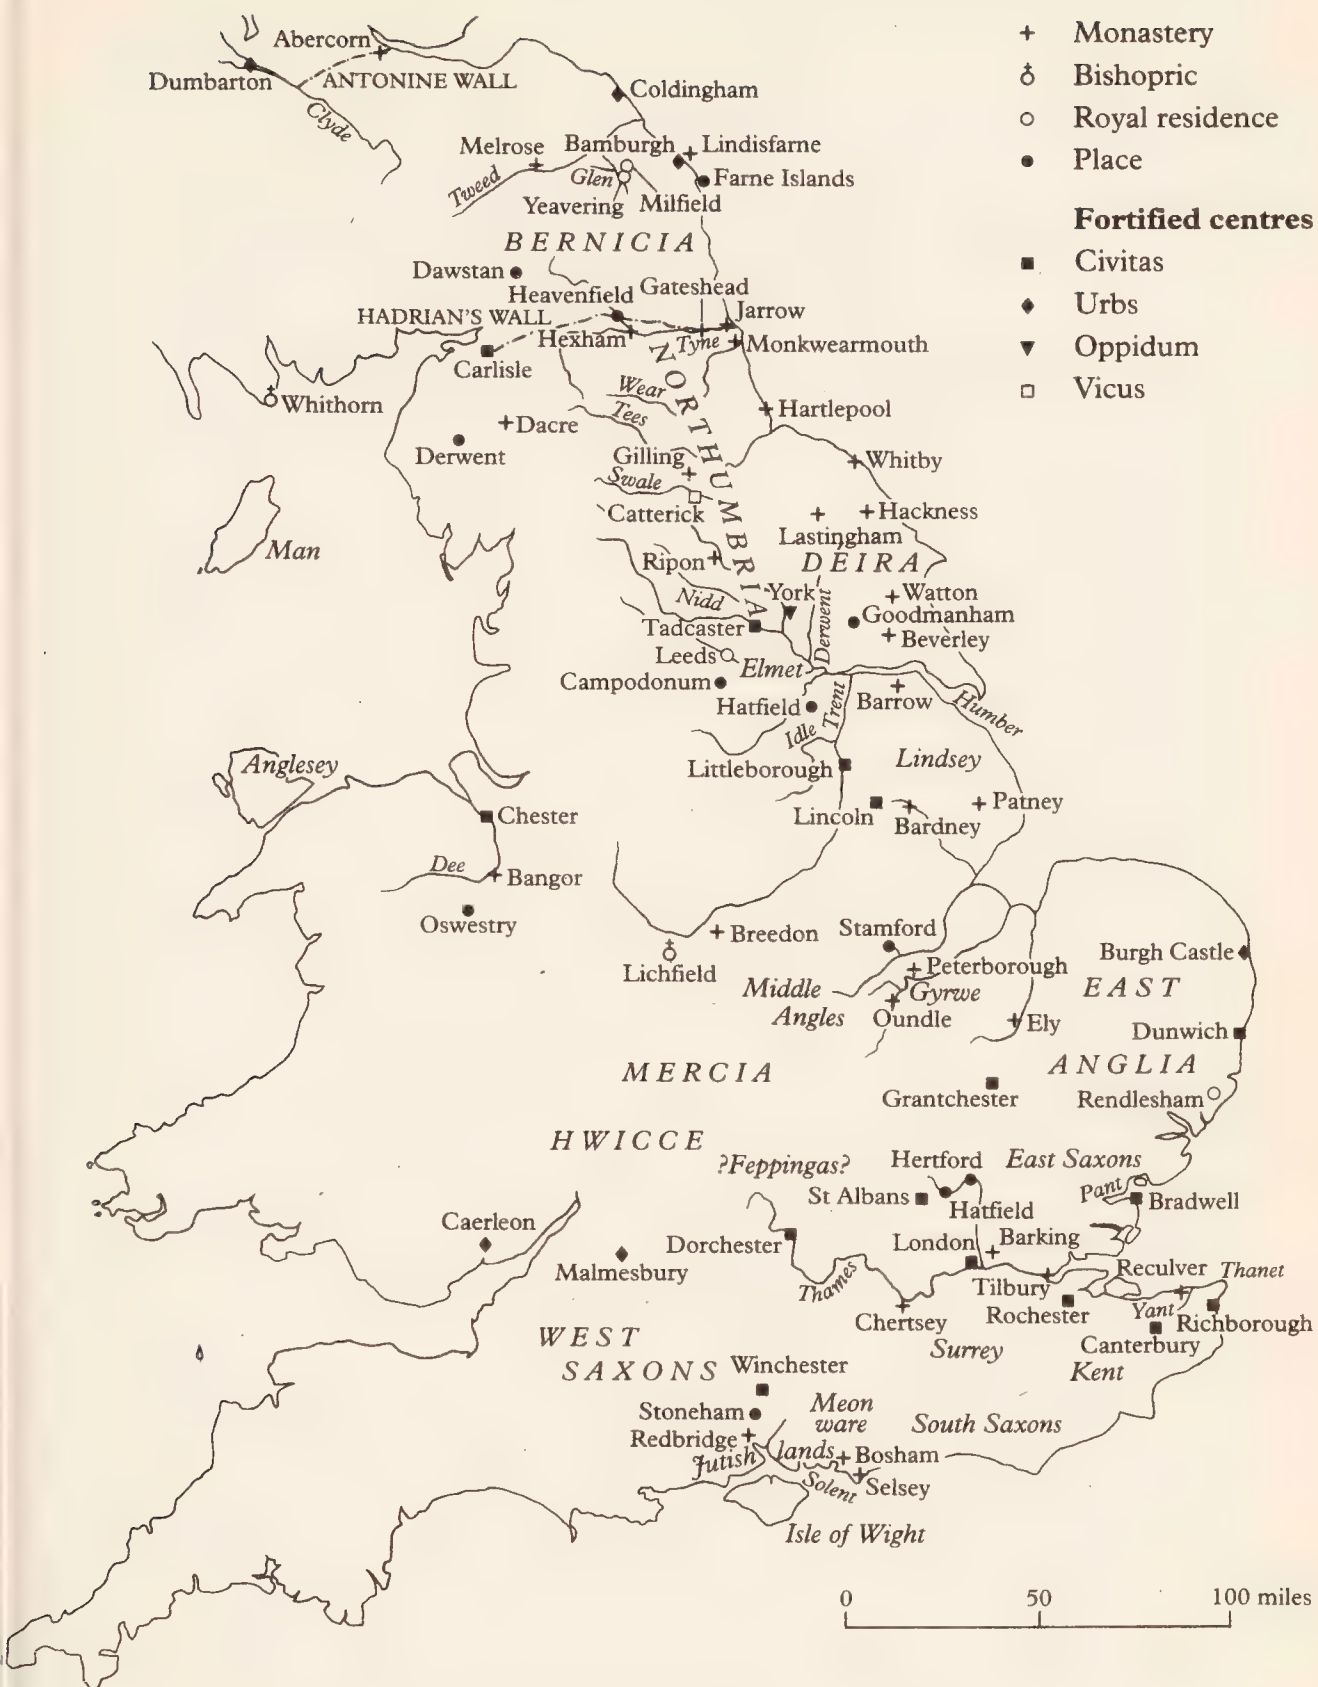 Monastery
Bishopric
Royal residence
Place
Fortified centres
Civitas
Urbs
Oppidum
Vicus
Abercorn
Dumbarton
ANTONINE WALL
Clyde
Coldingham
Melrose
Bamburgh
Lindisfarne
Tweed
Glen
Farne Islands
Yeavering
Milfield
BERNICIA
Dawstan
Heavenfield
Gateshead
HADRIAN'S WALL
Jarrow
Hexham
Tyne
Monkwearmouth
Carlisle
NORTHUMBRIA
Whithorn
Wear
Tees
Hartlepool
Dacre
Derwent
Gilling
Whitby
Swale
Catterick
Hackness
Lastingham
Man
Ripon
DEIRA
Nidd
York
Derwent
Watton
Goodmanham
Tadcaster
Beverley
Leeds
Elmet
Campodonum
Hatfield
Trent
Barrow
Humber
Idle
Anglesey
Littleborough
Lindsey
Chester
Lincoln
Bardney
Patney
Dee
Bangor
Oswestry
Breedon
Stamford
Lichfield
Burgh Castle
Peterborough
Middle
Angles
Gyrwe
EAST
Oundle
Ely
Dunwich
MERCIA
ANGLIA
Grantchester
Rendlesham
HWICCE
?Feppingas?
Hertford
East Saxons
St Albans
Pant
Hatfield
Bradwell
Caerleon
Dorchester
London
Barking
Malmesbury
Thames
Tilbury
Reculver
Thanet
Chertsey
Rochester
Yant
Richborough
WEST
SAXONS
Surrey
Canterbury
Kent
Winchester
Stoneham
Meon
ware
South Saxons
Redbridge
Jutish
lands
Bosham
Solent
Selsey
Isle of Wight
0 50 100 miles